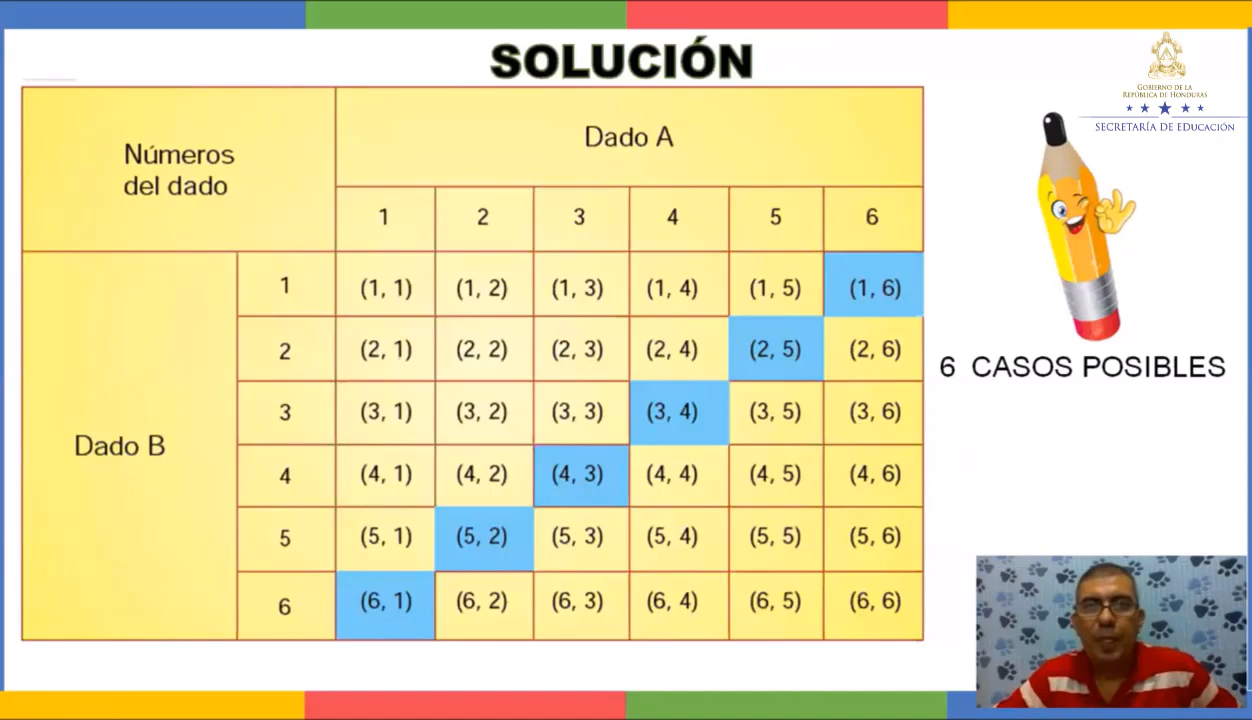 SOLUCIÓN
GOBIERNO DE LA
REPÚBLICA DE HONDURAS
SECRETARÍA DE EDUCACIÓN
Números
del dado
Dado A
1 2 3 4 5 6
Dado B
1 (1, 1) (1, 2) (1, 3) (1, 4) (1, 5) (1, 6)
2 (2, 1) (2, 2) (2, 3) (2, 4) (2, 5) (2, 6)
3 (3, 1) (3, 2) (3, 3) (3, 4) (3, 5) (3, 6)
4 (4, 1) (4, 2) (4, 3) (4, 4) (4, 5) (4, 6)
5 (5, 1) (5, 2) (5, 3) (5, 4) (5, 5) (5, 6)
6 (6, 1) (6, 2) (6, 3) (6, 4) (6, 5) (6, 6)
6 CASOS POSIBLES